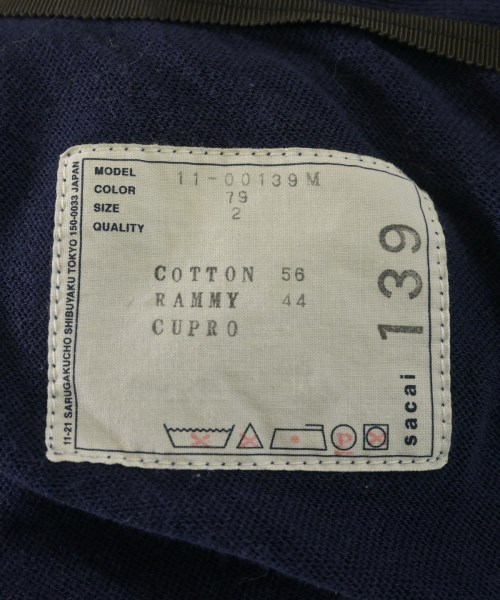 MODEL 11-00139M
COLOR 79
SIZE 2
QUALITY
COTTON 56
RAMMY 44
CUPRO
P
sacai 139
11-21 SARUGAKUCHO SHIBUYAKU TOKYO 150-0033 JAPAN